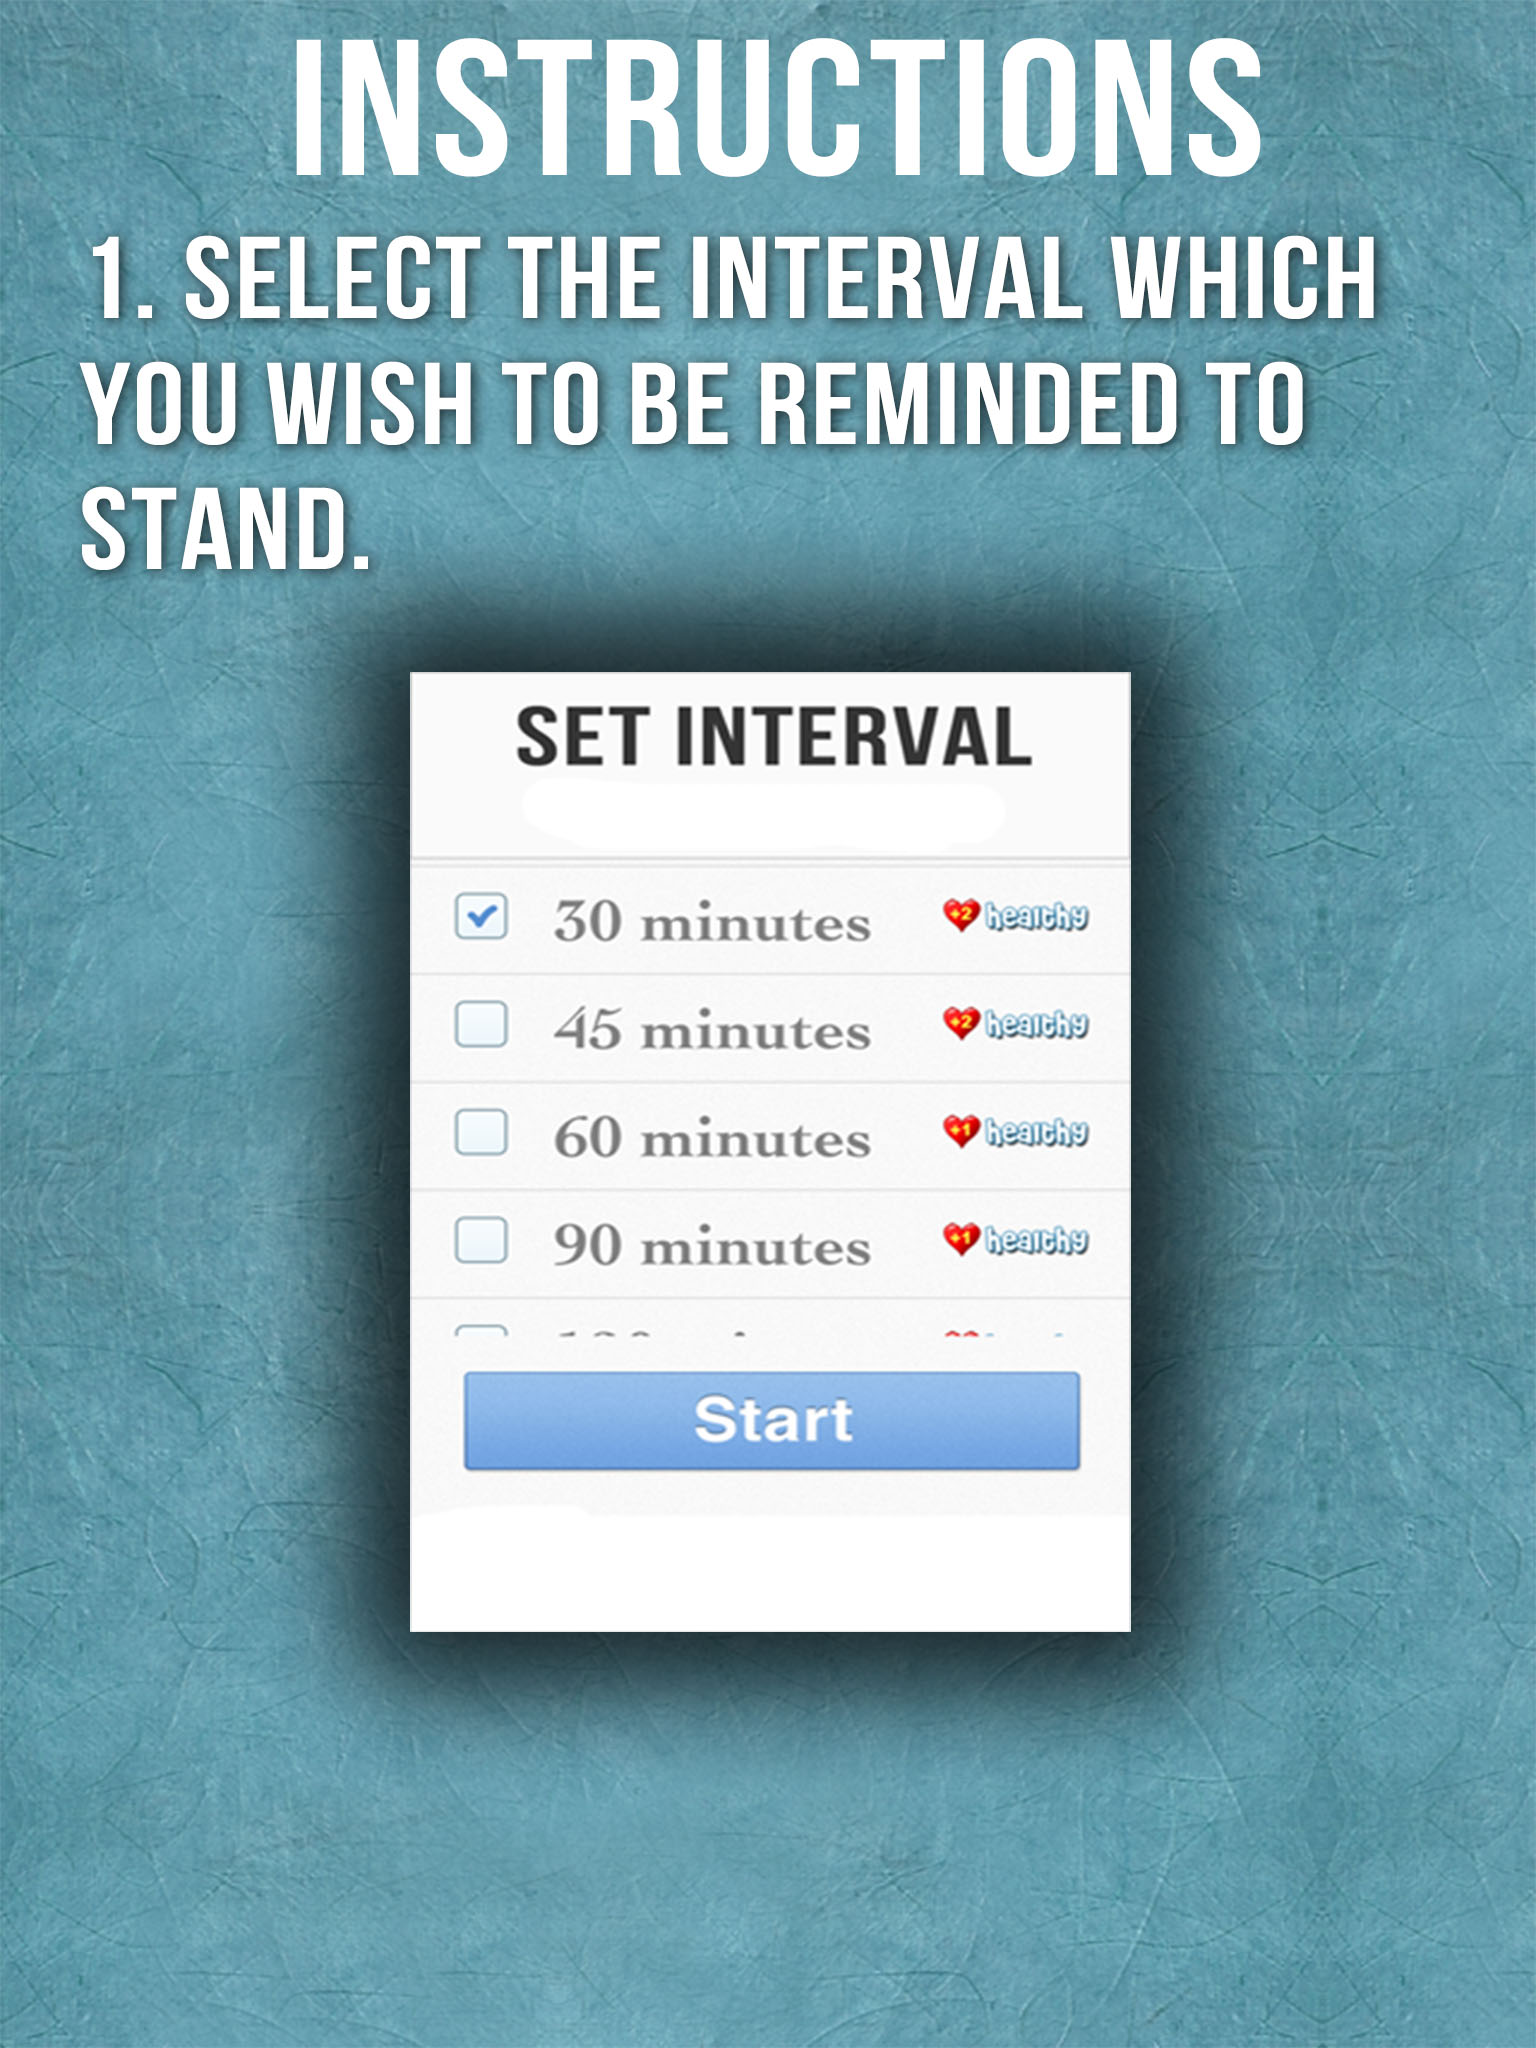 INSTRUCTIONS
1. SELECT THE INTERVAL WHICH
YOU WISH TO BE REMINDED TO
STAND.
SET INTERVAL
30 minutes +2 healthy
45 minutes +2 healthy
60 minutes +1 healthy
90 minutes +1 healthy
Start